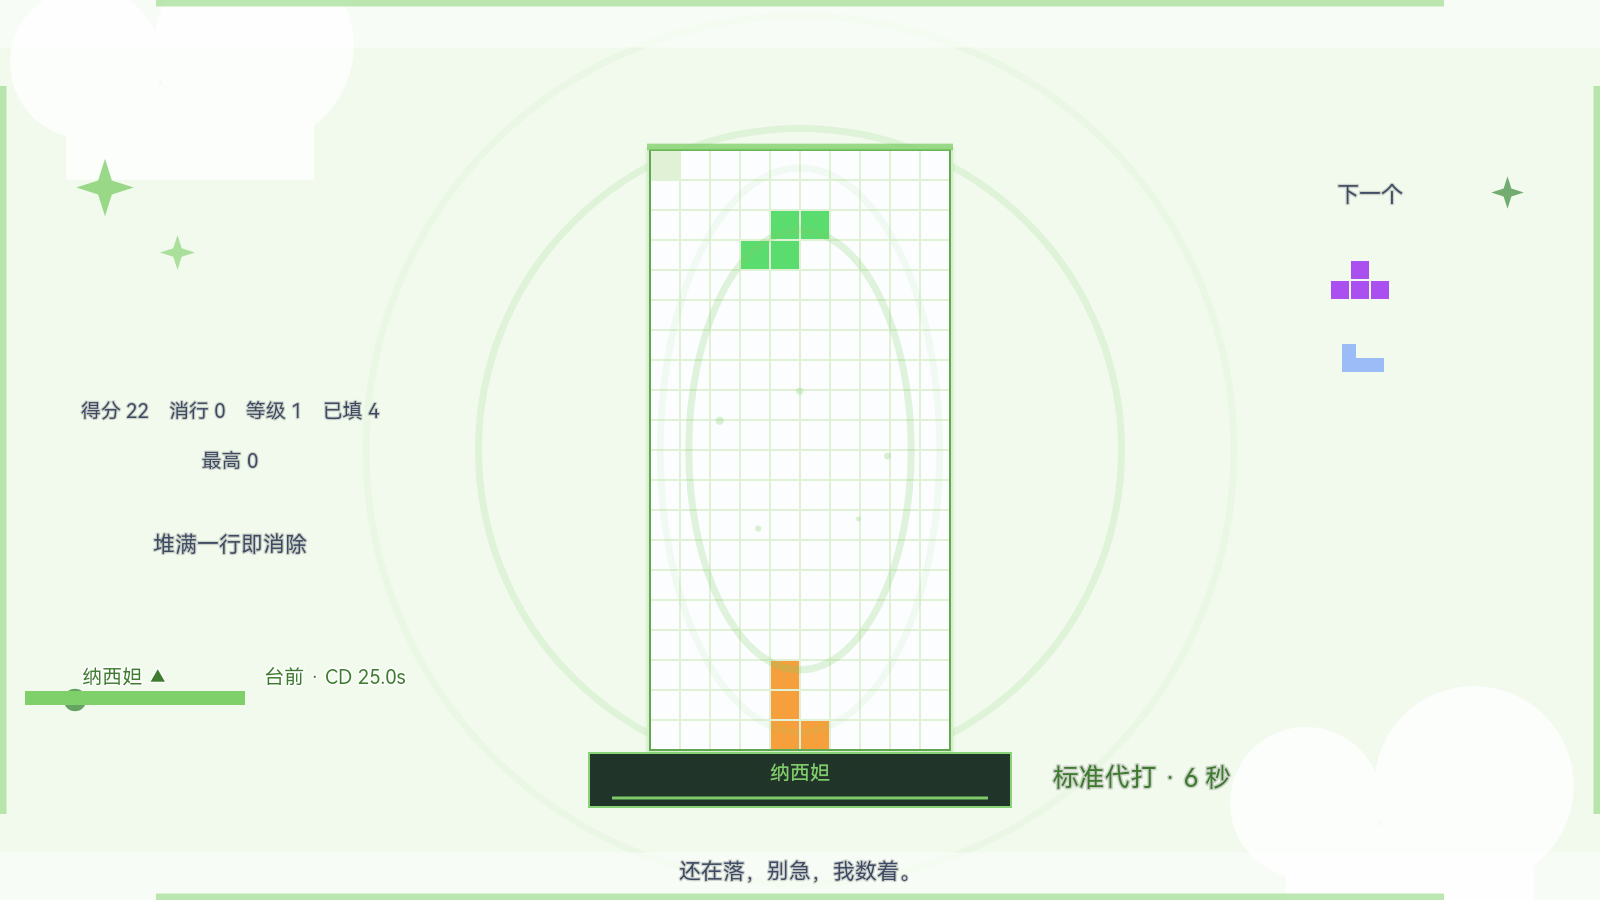 下一个
得分 22 消行 0 等级 1 已填 4
最高 0
堆满一行即消除
纳西妲 ▲ 台前 · CD 25.0s
纳西妲
标准代打 · 6 秒
还在落，别急，我数着。